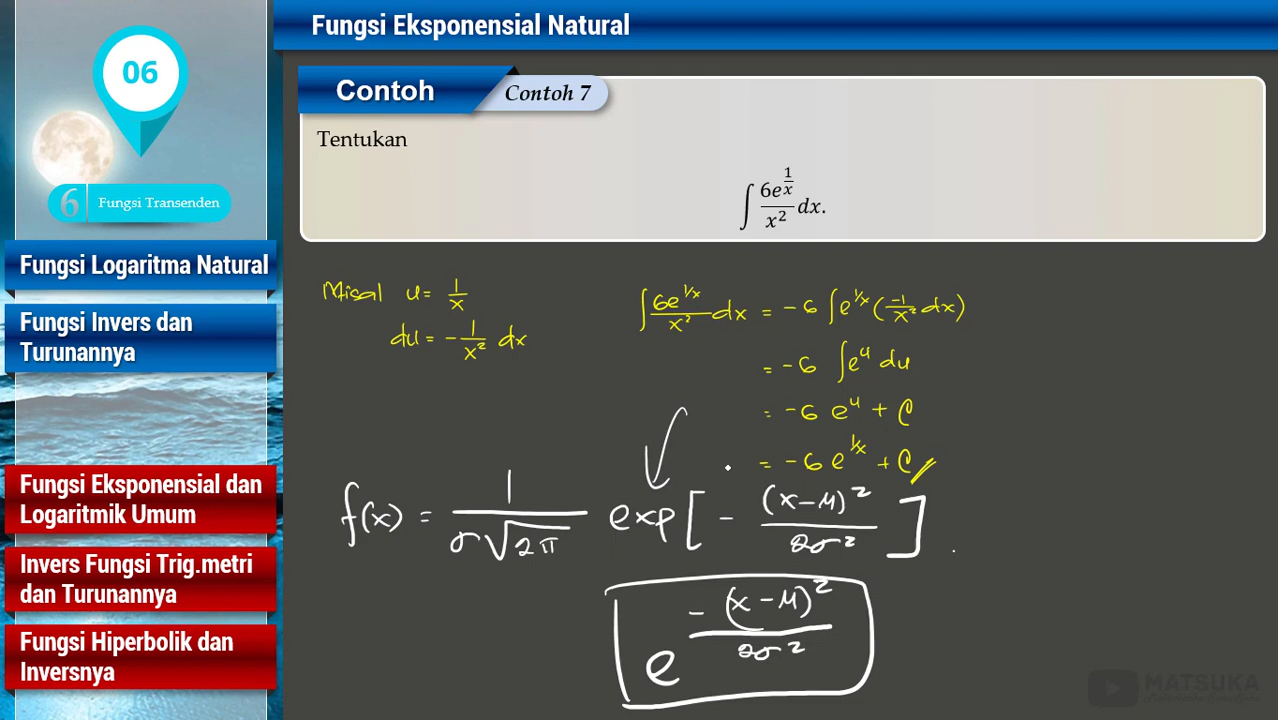 Fungsi Eksponensial Natural
06
6 Fungsi Transenden
Fungsi Logaritma Natural
Fungsi Invers dan
Turunannya
Fungsi Eksponensial dan
Logaritmik Umum
Invers Fungsi Trig.metri
dan Turunannya
Fungsi Hiperbolik dan
Inversnya
Contoh Contoh 7
Tentukan
∫ 6e^(1/x) / x² dx.
Misal u = 1/x
du = -1/x² dx
∫ 6e^(1/x) / x² dx = -6 ∫ e^(1/x) (-1/x² dx)
= -6 ∫ e^u du
= -6 e^u + C
= -6 e^(1/x) + C //
f(x) = 1 / (σ√(2π)) exp [ - (x-μ)² / 2σ² ] .
e^(-(x-μ)² / 2σ²)
MATSUKA